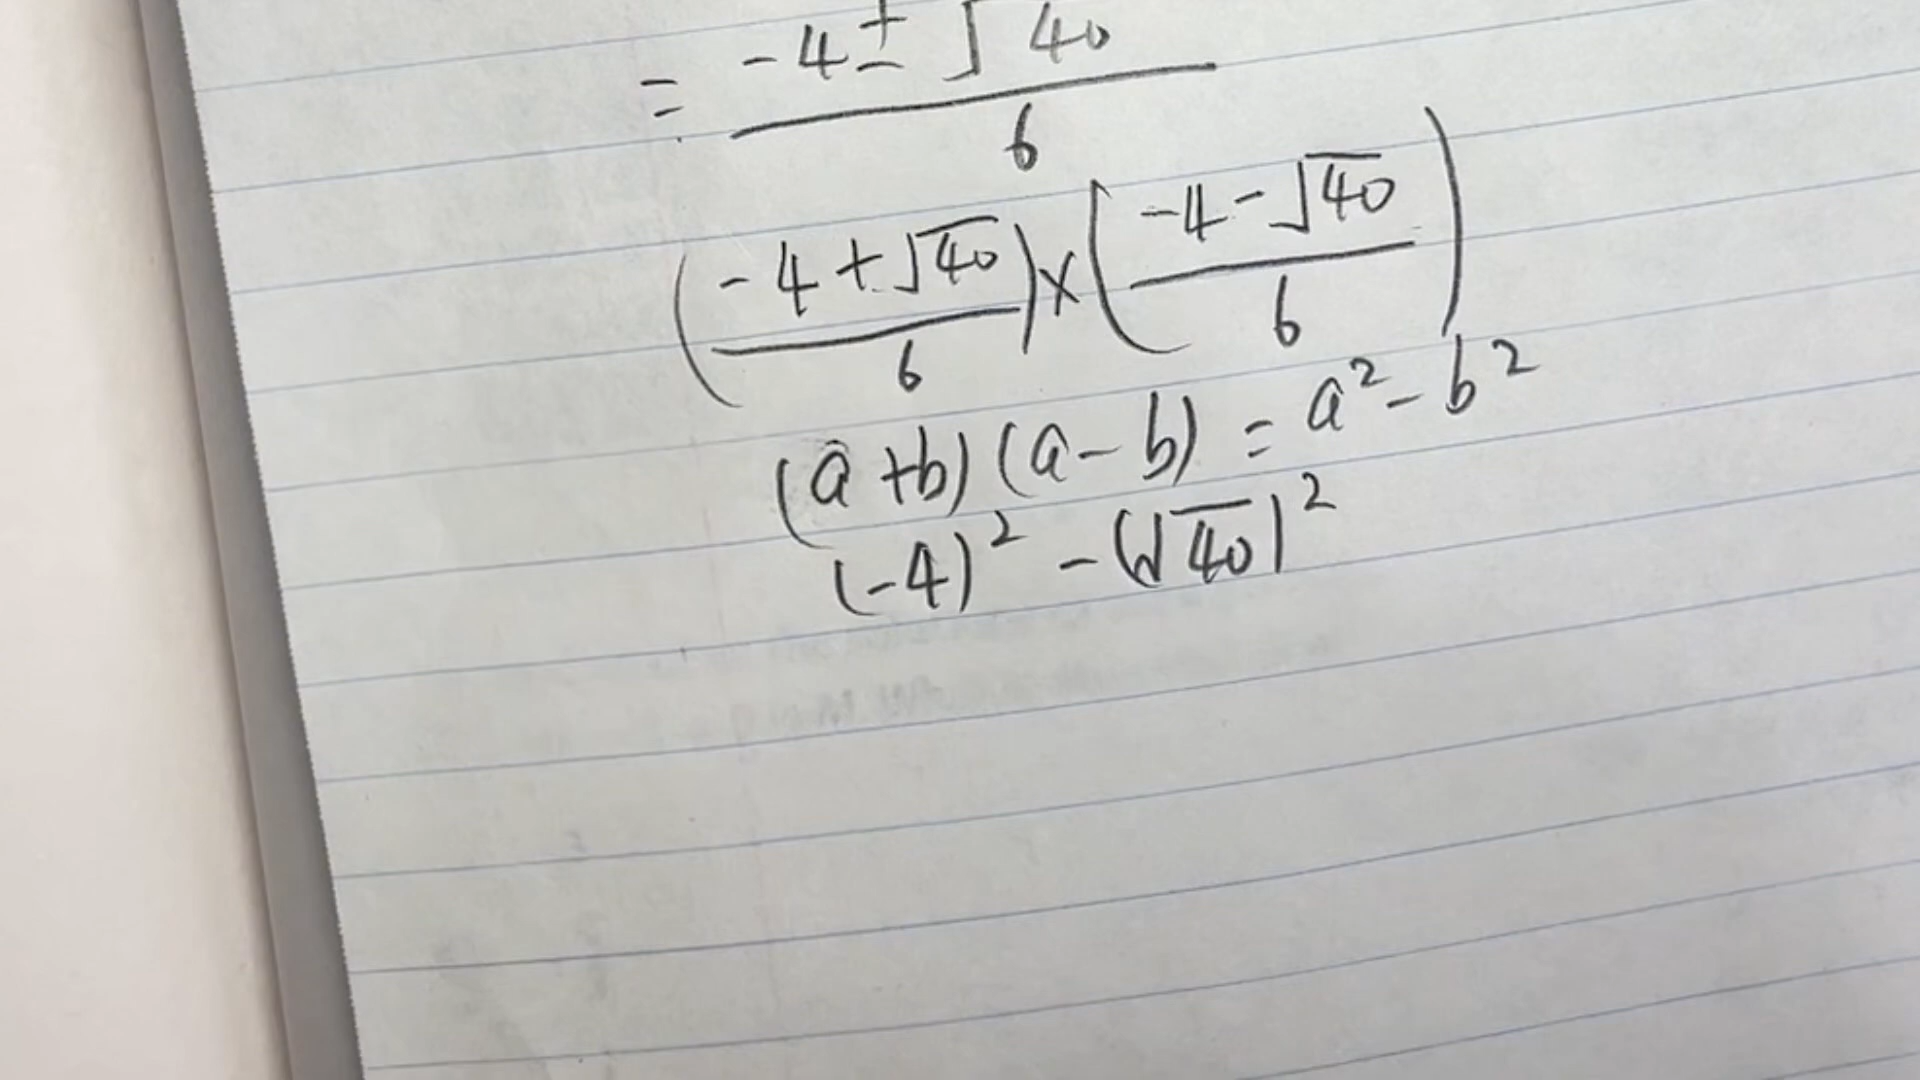 = (-4 ± √40)/6
((-4 + √40)/6) × ((-4 - √40)/6)
(a + b) (a - b) = a² - b²
(-4)² - (√40)²